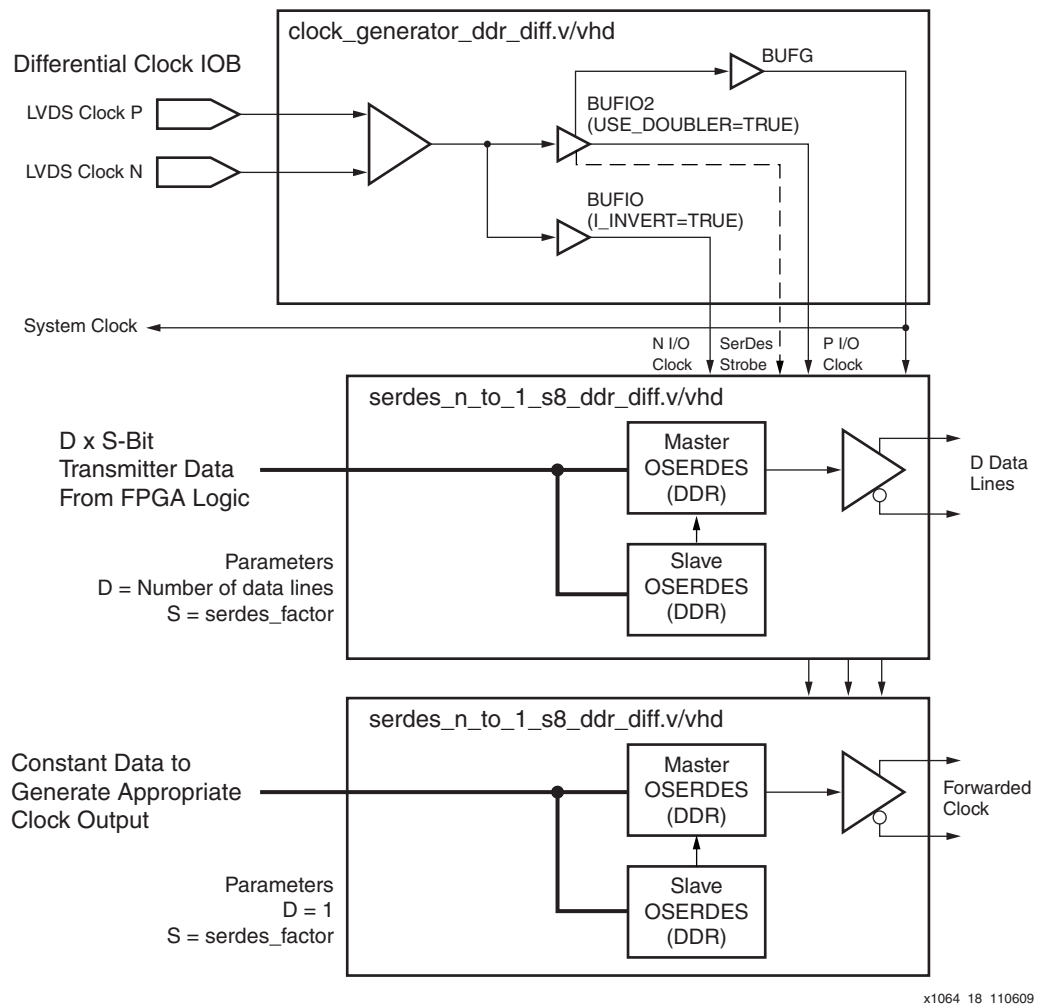 clock_generator_ddr_diff.v/vhd
Differential Clock IOB
BUFG
LVDS Clock P
BUFIO2
(USE_DOUBLER=TRUE)
LVDS Clock N
BUFIO
(I_INVERT=TRUE)
System Clock
N I/O
Clock
SerDes
Strobe
P I/O
Clock
serdes_n_to_1_s8_ddr_diff.v/vhd
D x S-Bit
Transmitter Data
From FPGA Logic
Master
OSERDES
(DDR)
D Data
Lines
Parameters
D = Number of data lines
S = serdes_factor
Slave
OSERDES
(DDR)
serdes_n_to_1_s8_ddr_diff.v/vhd
Constant Data to
Generate Appropriate
Clock Output
Master
OSERDES
(DDR)
Forwarded
Clock
Parameters
D = 1
S = serdes_factor
Slave
OSERDES
(DDR)
x1064_18_110609